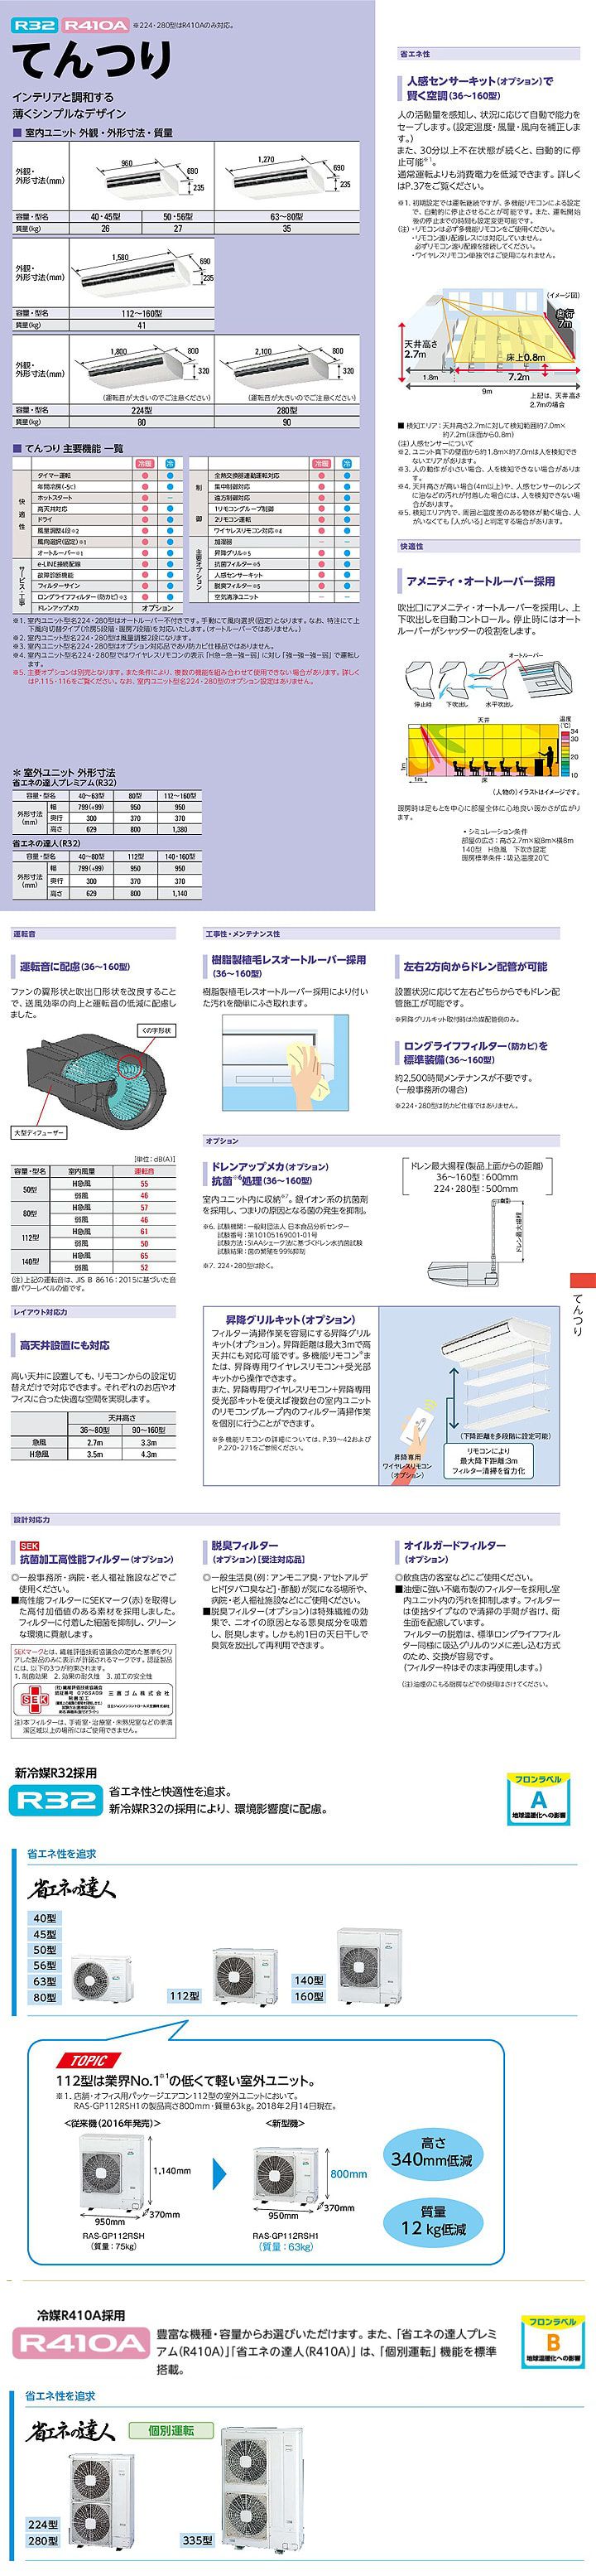 R32 R410A ※224・280型はR410Aのみ対応。
てんつり
インテリアと調和する
薄くシンプルなデザイン
■ 室内ユニット 外観・外形寸法・質量
外観・
外形寸法(mm)
960 690 235
1,270 690 235
容量・型名 40・45型 50・56型 63〜80型
質量(kg) 26 27 35
外観・
外形寸法(mm)
1,580 690 235
容量・型名 112〜160型
質量(kg) 41
外観・
外形寸法(mm)
1,800 800 320
2,100 800 320
(運転音が大きいのでご注意ください) (運転音が大きいのでご注意ください)
容量・型名 224型 280型
質量(kg) 80 90
■ てんつり 主要機能 一覧
冷暖 冷
快適性
タイマー運転 ● ●
年間冷房(-5℃) ● ●
ホットスタート ● −
高天井対応 ● ●
ドライ ● ●
風量調整4段※2 ● ●
風向選択(固定)※1 ● ●
オートルーバー※1 ● ●
サービス・工事
e-LINE接続配線 ● ●
故障診断機能 ● ●
フィルターサイン ● ●
ロングライフフィルター(防カビ)※3 ● ●
ドレンアップメカ オプション
冷暖 冷
制御
全熱交換器連動運転対応 ● ●
集中制御対応 ● ●
遠方制御対応 ● ●
1リモコングループ制御 ● ●
2リモコン運転 ● ●
ワイヤレスリモコン対応※4 ● ●
主要オプション
加湿器 − −
昇降グリル※5 ● ●
抗菌フィルター※5 ● ●
人感センサーキット ● ●
脱臭フィルター※5 ● ●
空気清浄ユニット − −
※1. 室内ユニット型名224・280型はオートルーバー不付きです。手動にて風向選択(固定)となります。なお、特注にて上
下風向切替タイプ(冷房5段階・暖房7段階)を対応いたします。(オートルーバーではありません。)
※2. 室内ユニット型名224・280型は風量調整2段になります。
※3. 室内ユニット型名224・280型はオプション対応品であり防カビ仕様品ではありません。
※4. 室内ユニット型名224・280型ではワイヤレスリモコンの表示「H急−急−強−弱」に対し「強−強−強−弱」で運転し
ます。
※5. 主要オプションは別売となります。また条件により、複数の機能を組み合わせて使用できない場合があります。詳しく
はP.115・116をご覧ください。なお、室内ユニット型名224・280型のオプション設定はありません。
＊ 室外ユニット 外形寸法
省エネの達人プレミアム(R32)
容量・型名 40〜63型 80型 112〜160型
外形寸法
(mm)
幅 799(+99) 950 950
奥行 300 370 370
高さ 629 800 1,380
省エネの達人(R32)
容量・型名 40〜80型 112型 140・160型
外形寸法
(mm)
幅 799(+99) 950 950
奥行 300 370 370
高さ 629 800 1,140
省エネ性
人感センサーキット(オプション)で
賢く空調(36〜160型)
人の活動量を感知し、状況に応じて自動で能力を
セーブします。(設定温度・風量・風向を補正しま
す。)
また、30分以上不在状態が続くと、自動的に停
止可能※1。
通常運転よりも消費電力を低減できます。詳しく
はP.37をご覧ください。
※1. 初期設定では運転継続ですが、多機能リモコンによる設定
で、自動的に停止させることが可能です。また、運転開始
後の停止までの時間も設定変更可能です。
(注)・リモコンは必ず多機能リモコンをご使用ください。
・リモコン渡り配線レスには対応していません。
必ずリモコン渡り配線を接続してください。
・ワイヤレスリモコン単独ではご使用になれません。
(イメージ図)
奥行
7m
天井高さ
2.7m
床上0.8m
1.8m 7.2m
9m
上記は、天井高さ
2.7mの場合
■ 検知エリア：天井高さ2.7mに対して検知範囲約7.0m×
約7.2m(床面から0.8m)
(注)人感センサーについて
※2. ユニット真下の壁面から約1.8m×約7.0mは人を検知でき
ないエリアがあります。
※3. 人の動作が小さい場合、人を検知できない場合がありま
す。
※4. 天井高さが高い場合(4m以上)や、人感センサーのレンズ
に油などの汚れが付着した場合には、人を検知できない場
合があります。
※5. 検知エリア内で、周囲と温度差のある物体が動く場合、人
がいなくても「人がいる」と判定する場合があります。
快適性
アメニティ・オートルーバー採用
吹出口にアメニティ・オートルーバーを採用し、上
下吹出しを自動コントロール。停止時にはオート
ルーバーがシャッターの役割をします。
オートルーバー
停止時 下吹出し 水平吹出し
天井
温度
(℃)
34
30
20
10
1m
1m 床
(人物の)イラストはイメージです。
暖房時は足もとを中心に部屋全体に心地良い暖かさが広がり
ます。
・シミュレーション条件
部屋の広さ：高さ2.7m×縦8m×横8m
140型 H急風 下吹き設定
暖房標準条件：吸込温度20℃
運転音
運転音に配慮(36〜160型)
ファンの翼形状と吹出口形状を改良すること
で、送風効率の向上と運転音の低減に配慮し
ました。
くの字形状
大型ディフューザー
[単位：dB(A)]
容量・型名 室内風量 運転音
50型 H急風 55
弱風 46
80型 H急風 57
弱風 46
112型 H急風 61
弱風 50
140型 H急風 65
弱風 52
(注)上記の運転音は、JIS B 8616：2015に基づいた音
響パワーレベルの値です。
レイアウト対応力
高天井設置にも対応
高い天井に設置しても、リモコンからの設定切
替えだけで対応できます。それぞれのお店やオ
フィスに合った快適な空間を実現します。
天井高さ
36〜80型 90〜160型
急風 2.7m 3.3m
H急風 3.5m 4.3m
工事性・メンテナンス性
樹脂製植毛レスオートルーバー採用
(36〜160型)
樹脂製植毛レスオートルーバー採用により付い
た汚れを簡単にふき取れます。
左右2方向からドレン配管が可能
設置状況に応じて左右どちらからでもドレン配
管施工が可能です。
※昇降グリルキット取付時は冷媒配管側のみ。
ロングライフフィルター(防カビ)を
標準装備(36〜160型)
約2,500時間メンテナンスが不要です。
(一般事務所の場合)
※224・280型は防カビ仕様ではありません。
オプション
ドレンアップメカ(オプション)
抗菌※6処理(36〜160型)
室内ユニット内に収納※7。銀イオン系の抗菌剤
を採用し、つまりの原因となる菌の発生を抑制。
※6. 試験機関：一般財団法人 日本食品分析センター
試験番号：第10105169001-01号
試験方法：SIAAシェーク法に基づくドレン水抗菌試験
試験結果：菌の繁殖を99%抑制
※7. 224・280型は除く。
ドレン最大揚程(製品上面からの距離)
36〜160型：600mm
224・280型：500mm
ドレン最大揚程
てんつり
昇降グリルキット(オプション)
フィルター清掃作業を容易にする昇降グリル
キット(オプション)。昇降距離は最大3mで高
天井にも対応可能です。多機能リモコン※ま
たは、昇降専用ワイヤレスリモコン+受光部
キットから操作できます。
また、昇降専用ワイヤレスリモコン+昇降専用
受光部キットを使えば複数台の室内ユニット
のリモコングループ内のフィルター清掃作業
を個別に行うことができます。
※多機能リモコンの詳細については、P.39〜42および
P.270・271をご参照ください。
(下降距離を多段階に設定可能)
昇降専用
ワイヤレスリモコン
(オプション)
リモコンにより
最大降下距離:3m
フィルター清掃を省力化
設計対応力
SEK
抗菌加工高性能フィルター(オプション)
◎一般事務所・病院・老人福祉施設などでご
使用ください。
■高性能フィルターにSEKマーク(赤)を取得し
た高付加価値のある素材を採用しました。
フィルターに付着した細菌を抑制し、グリーン
な環境に貢献します。
SEKマークとは、繊維評価技術協議会の定めた基準をクリ
アした製品のみに表示が許諾されるマークです。認証製品
には、以下の3つが約束されます。
1. 制菌効果 2. 効果の耐久性 3. 加工の安全性
SEK
制菌加工
注)本フィルターは、手術室・治療室・未熟児室などの準清
潔区域以上の場所にはご使用できません。
脱臭フィルター
(オプション)[受注対応品]
◎一般生活臭(例：アンモニア臭・アセトアルデ
ヒド[タバコ臭など]・酢酸)が気になる場所や、
病院・老人福祉施設などにご使用ください。
■脱臭フィルター(オプション)は特殊繊維の効
果で、ニオイの原因となる悪臭成分を吸着
し、脱臭します。しかも約1日の天日干しで
臭気を放出して再利用できます。
オイルガードフィルター
(オプション)
◎飲食店の客室などにご使用ください。
■油煙に強い不織布製のフィルターを採用し室
内ユニット内の汚れを抑制します。フィルター
は使捨タイプなので清掃の手間が省け、衛
生面を配慮しています。
フィルターの脱着は、標準ロングライフフィル
ター同様に吸込グリルのツメに差し込む方式
のため、交換が容易です。
(フィルター枠はそのまま再使用します。)
(注)油煙のこもる厨房などでの使用はさけてください。
新冷媒R32採用
R32
省エネ性と快適性を追求。
新冷媒R32の採用により、環境影響度に配慮。
フロンラベル
A
地球温暖化への影響
省エネ性を追求
省エネの達人
40型
45型
50型
56型
63型
80型
112型
140型
160型
TOPIC
112型は業界No.1※1の低くて軽い室外ユニット。
※1. 店舗・オフィス用パッケージエアコン112型の室外ユニットにおいて。
RAS-GP112RSH1の製品高さ800mm・質量63kg。2018年2月14日現在。
<従来機(2016年発売)> <新型機>
1,140mm
950mm 370mm
RAS-GP112RSH
(質量：75kg)
800mm
950mm 370mm
RAS-GP112RSH1
(質量：63kg)
高さ
340mm低減
質量
12 kg低減
冷媒R410A採用
R410A
豊富な機種・容量からお選びいただけます。また、「省エネの達人プレミ
アム(R410A)」「省エネの達人(R410A)」は、「個別運転」機能を標準
搭載。
フロンラベル
B
地球温暖化への影響
省エネ性を追求
省エネの達人 個別運転
224型
280型
335型